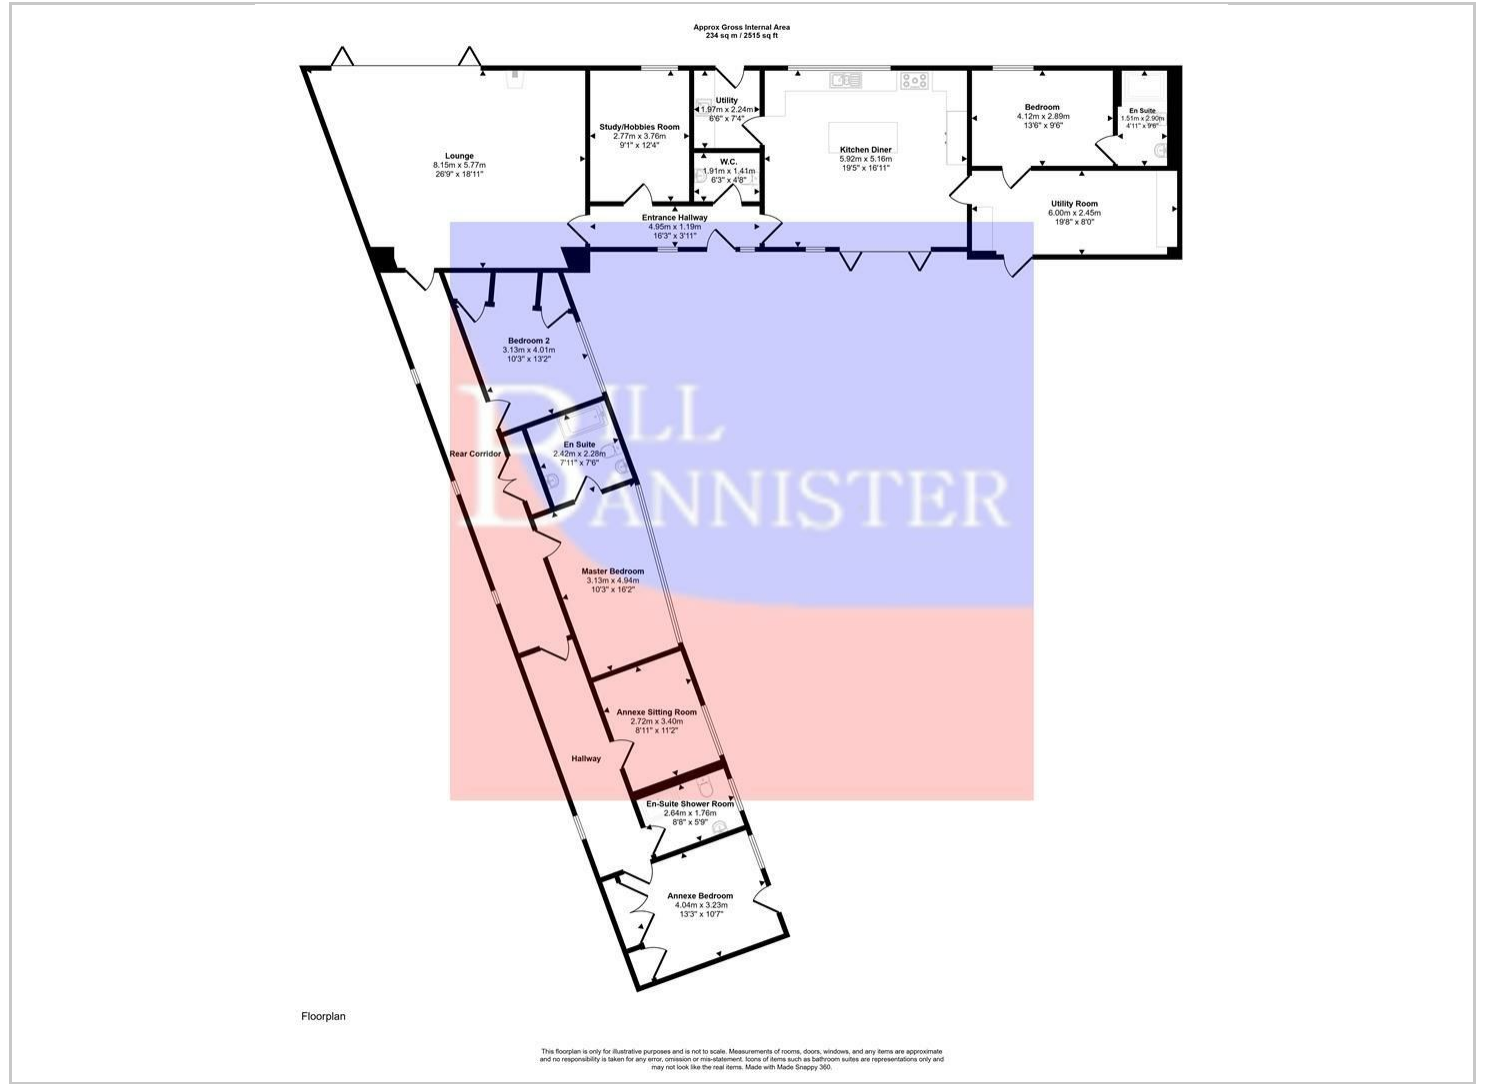 Approx Gross Internal Area
234 sq m / 2515 sq ft
Lounge
8.15m x 5.77m
26'9" x 18'11"
Study/Hobbies Room
2.77m x 3.76m
9'1" x 12'4"
Utility
1.97m x 2.24m
6'6" x 7'4"
W.C.
1.91m x 1.41m
6'3" x 4'8"
Entrance Hallway
4.95m x 1.19m
16'3" x 3'11"
Kitchen Diner
5.92m x 5.16m
19'5" x 16'11"
Bedroom
4.12m x 2.89m
13'6" x 9'6"
En Suite
1.51m x 2.90m
4'11" x 9'6"
Utility Room
6.00m x 2.45m
19'8" x 8'0"
Bedroom 2
3.13m x 4.01m
10'3" x 13'2"
BILL
BANNISTER
Rear Corridor
En Suite
2.42m x 2.28m
7'11" x 7'6"
Master Bedroom
3.13m x 4.94m
10'3" x 16'2"
Annexe Sitting Room
2.72m x 3.40m
8'11" x 11'2"
Hallway
En-Suite Shower Room
2.64m x 1.76m
8'8" x 5'9"
Annexe Bedroom
4.04m x 3.23m
13'3" x 10'7"
Floorplan
This floorplan is only for illustrative purposes and is not to scale. Measurements of rooms, doors, windows, and any items are approximate
and no responsibility is taken for any error, omission or mis-statement. Icons of items such as bathroom suites are representations only and
may not look like the real items. Made with Made Snappy 360.